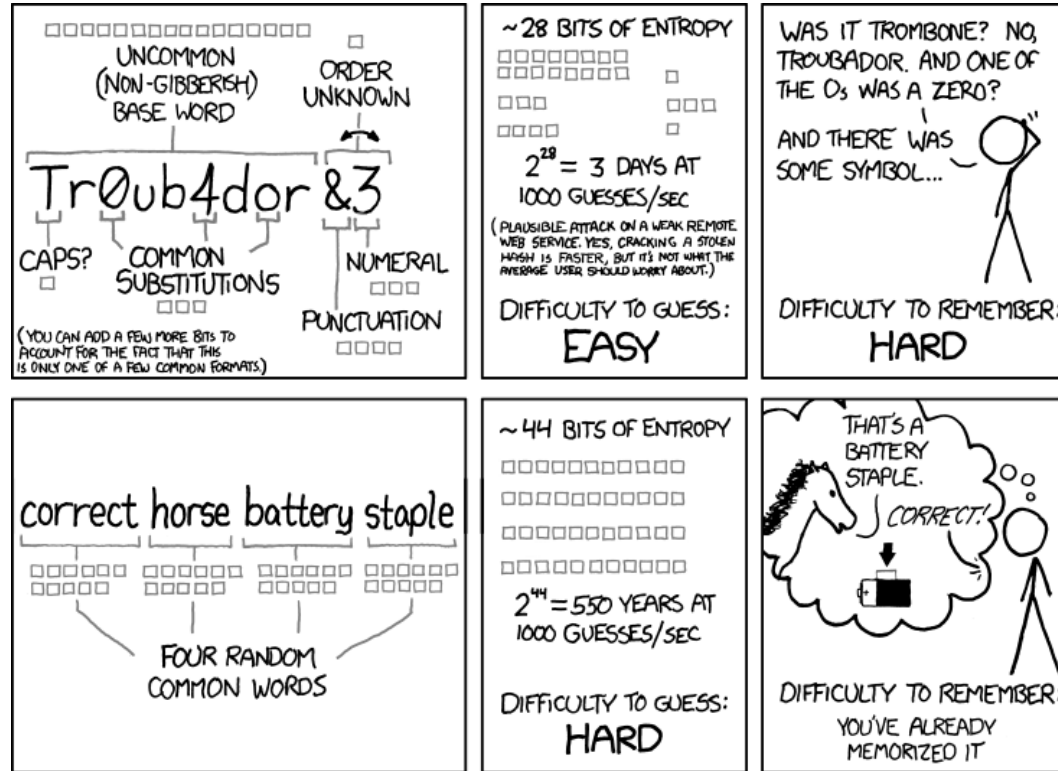 UNCOMMON
(NON-GIBBERISH)
BASE WORD
ORDER
UNKNOWN
Tr0ub4dor &3
CAPS?
COMMON
SUBSTITUTIONS
NUMERAL
PUNCTUATION
(YOU CAN ADD A FEW MORE BITS TO
ACCOUNT FOR THE FACT THAT THIS
IS ONLY ONE OF A FEW COMMON FORMATS.)
~28 BITS OF ENTROPY
2^28 = 3 DAYS AT
1000 GUESSES/SEC
(PLAUSIBLE ATTACK ON A WEAK REMOTE
WEB SERVICE. YES, CRACKING A STOLEN
HASH IS FASTER, BUT IT'S NOT WHAT THE
AVERAGE USER SHOULD WORRY ABOUT.)
DIFFICULTY TO GUESS:
EASY
WAS IT TROMBONE? NO,
TROUBADOR. AND ONE OF
THE Os WAS A ZERO?
AND THERE WAS
SOME SYMBOL...
DIFFICULTY TO REMEMBER:
HARD
correct horse battery staple
FOUR RANDOM
COMMON WORDS
~44 BITS OF ENTROPY
2^44 = 550 YEARS AT
1000 GUESSES/SEC
DIFFICULTY TO GUESS:
HARD
THAT'S A
BATTERY
STAPLE.
CORRECT!
+
DIFFICULTY TO REMEMBER:
YOU'VE ALREADY
MEMORIZED IT